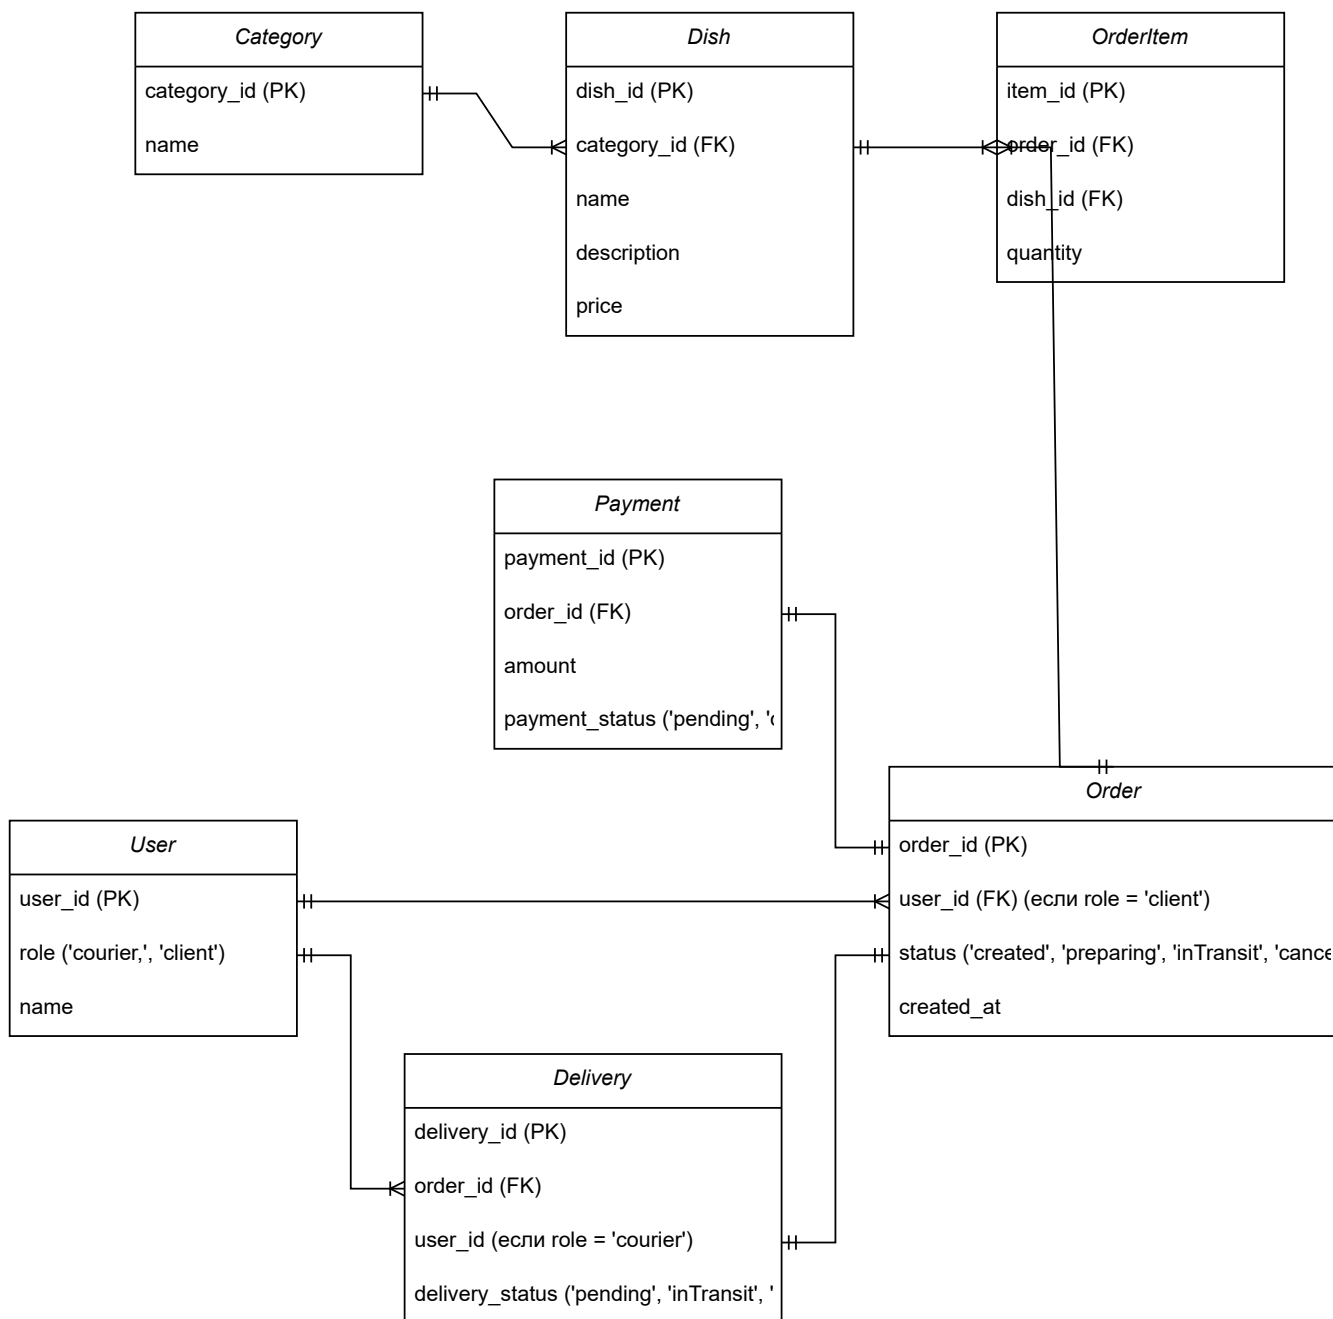 Category
category_id (PK)
name
Dish
dish_id (PK)
category_id (FK)
name
description
price
OrderItem
item_id (PK)
order_id (FK)
dish_id (FK)
quantity
Payment
payment_id (PK)
order_id (FK)
amount
payment_status ('pending', '
User
user_id (PK)
role ('courier,', 'client')
name
Order
order_id (PK)
user_id (FK) (если role = 'client')
status ('created', 'preparing', 'inTransit', 'cance
created_at
Delivery
delivery_id (PK)
order_id (FK)
user_id (если role = 'courier')
delivery_status ('pending', 'inTransit', '